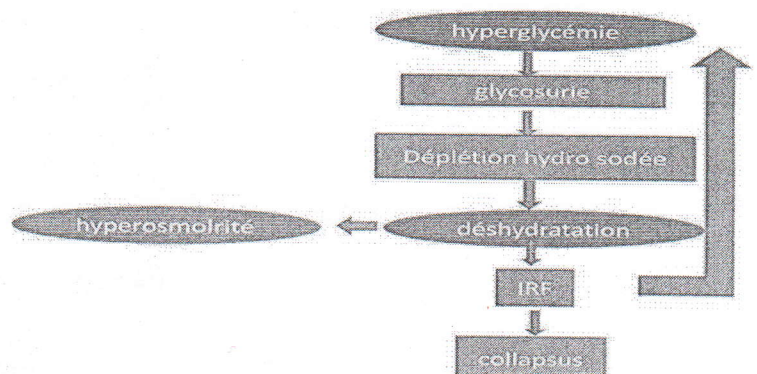 hyperglycémie
glycosurie
Déplétion hydro sodée
hyperosmolrité
déshydratation
IRF
collapsus